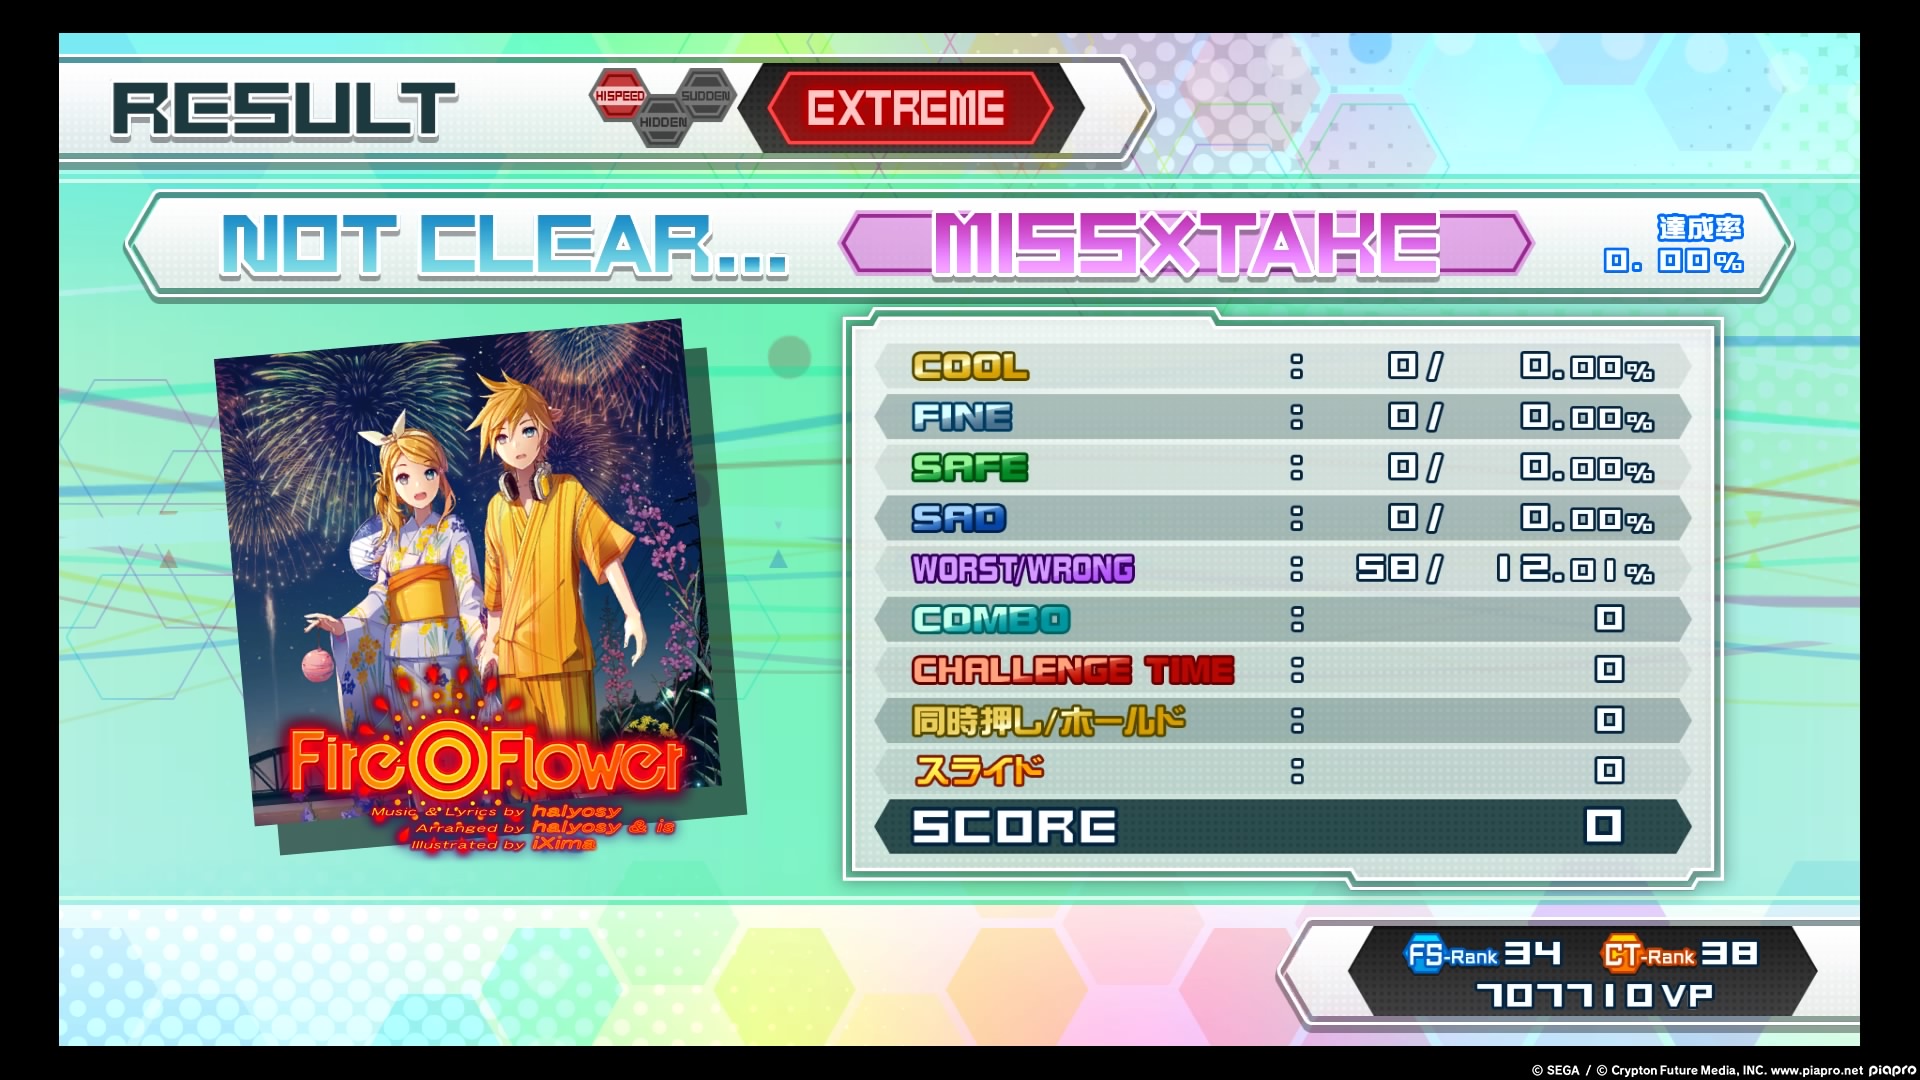 RESULT
HISPEED
HIDDEN
SUDDEN
EXTREME
NOT CLEAR...
MISS×TAKE
達成率
0.00%
COOL : 0/ 0.00%
FINE : 0/ 0.00%
SAFE : 0/ 0.00%
SAD : 0/ 0.00%
WORST/WRONG : 58/ 12.01%
COMBO : 0
CHALLENGE TIME : 0
同時押し/ホールド : 0
スライド : 0
SCORE 0
Fire◎Flower
Music & Lyrics by halyosy
Arranged by halyosy & is
Illustrated by iXima
FS-Rank 34 CT-Rank 38
707710VP
© SEGA / © Crypton Future Media, INC. www.piapro.net piapro